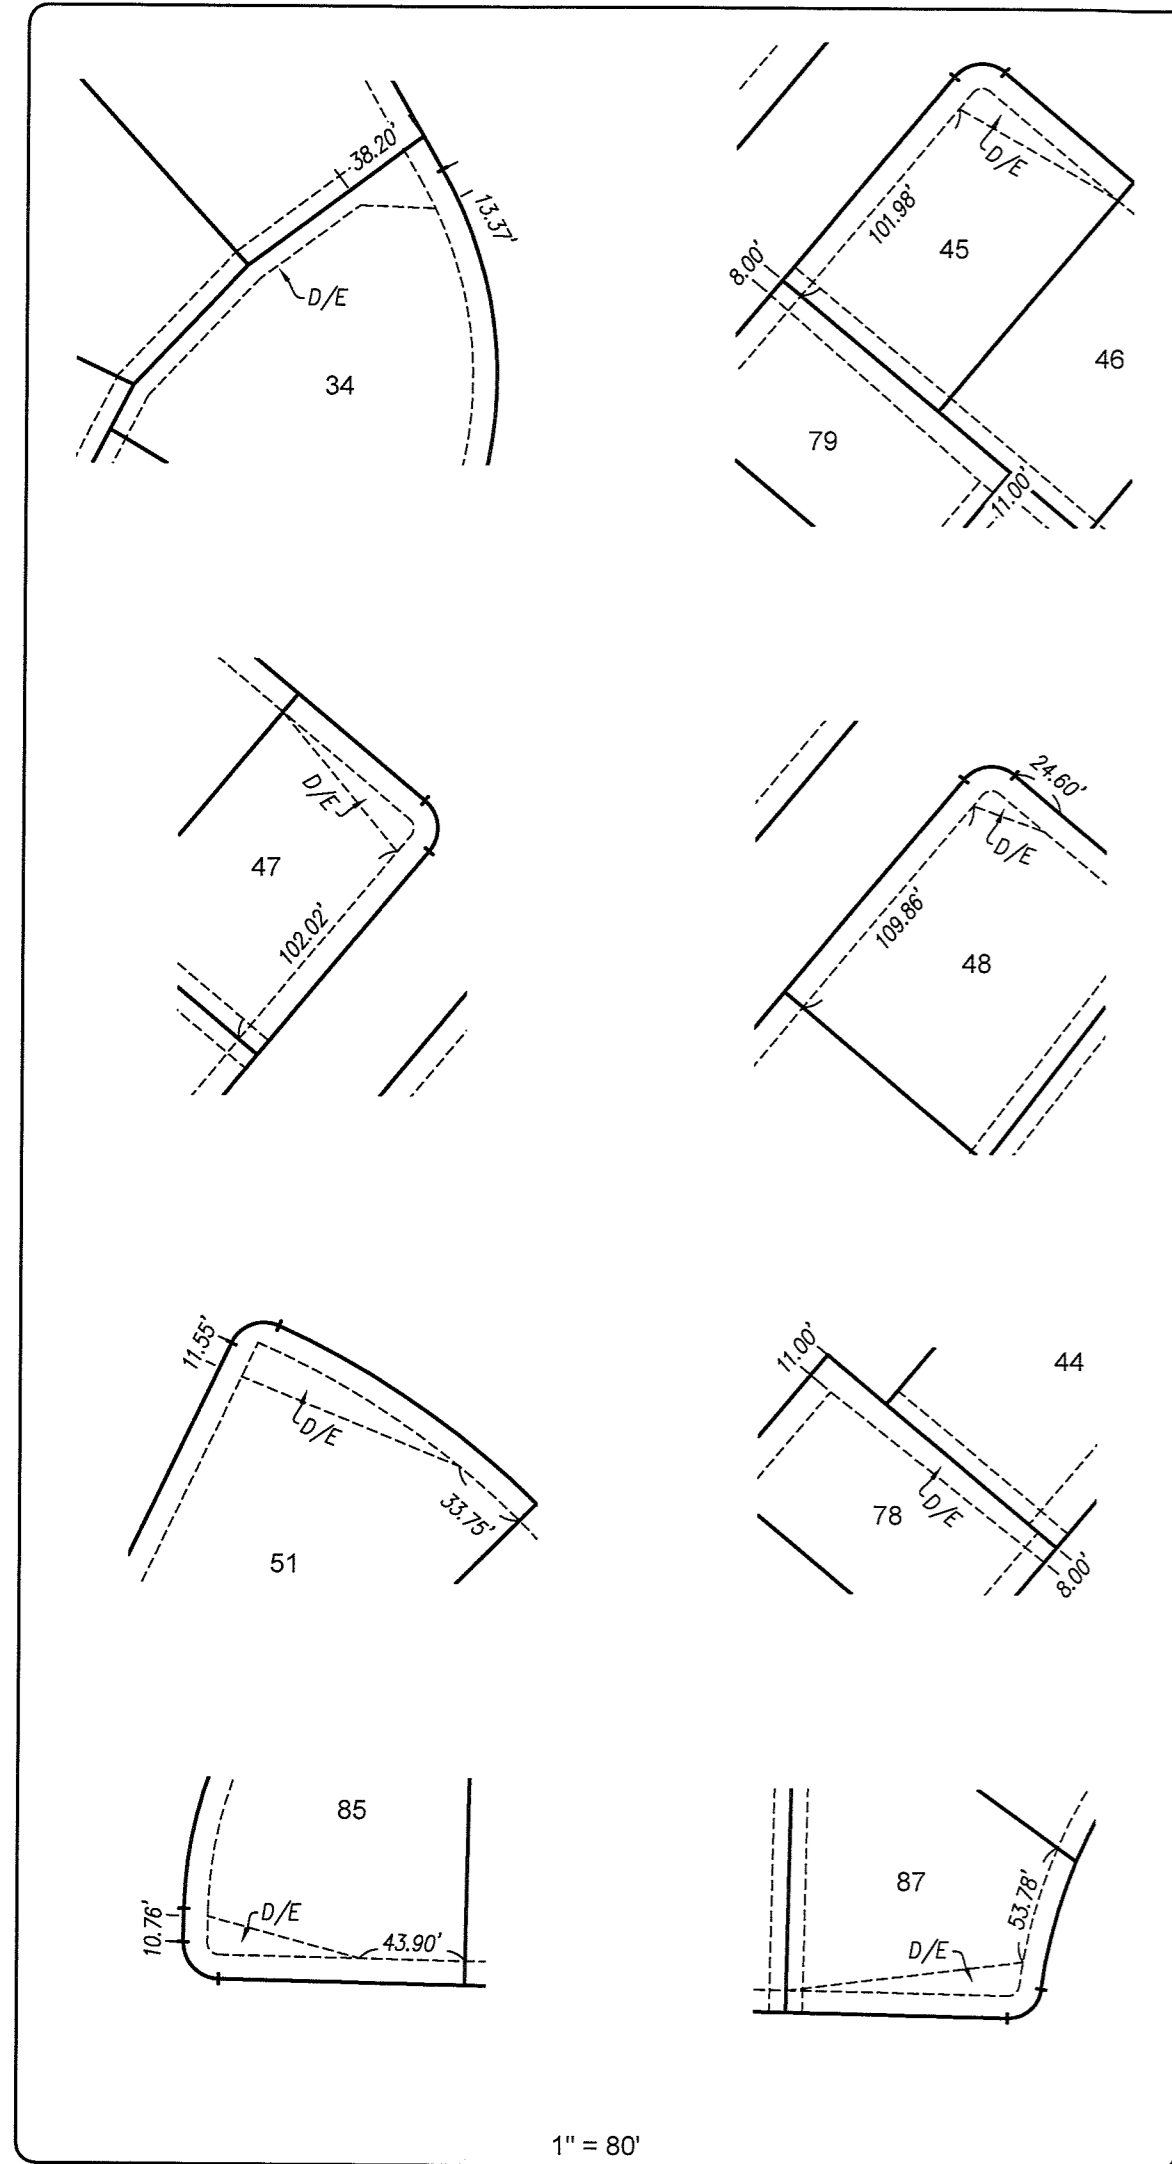 38.20'
13.37'
D/E
34
D/E
101.98'
45
8.00'
46
79
11.00'
D/E
47
102.02'
24.60'
D/E
109.86'
48
11.55'
D/E
33.75'
51
11.00'
44
D/E
78
8.00'
85
D/E
10.76'
43.90'
87
53.78'
D/E
1" = 80'